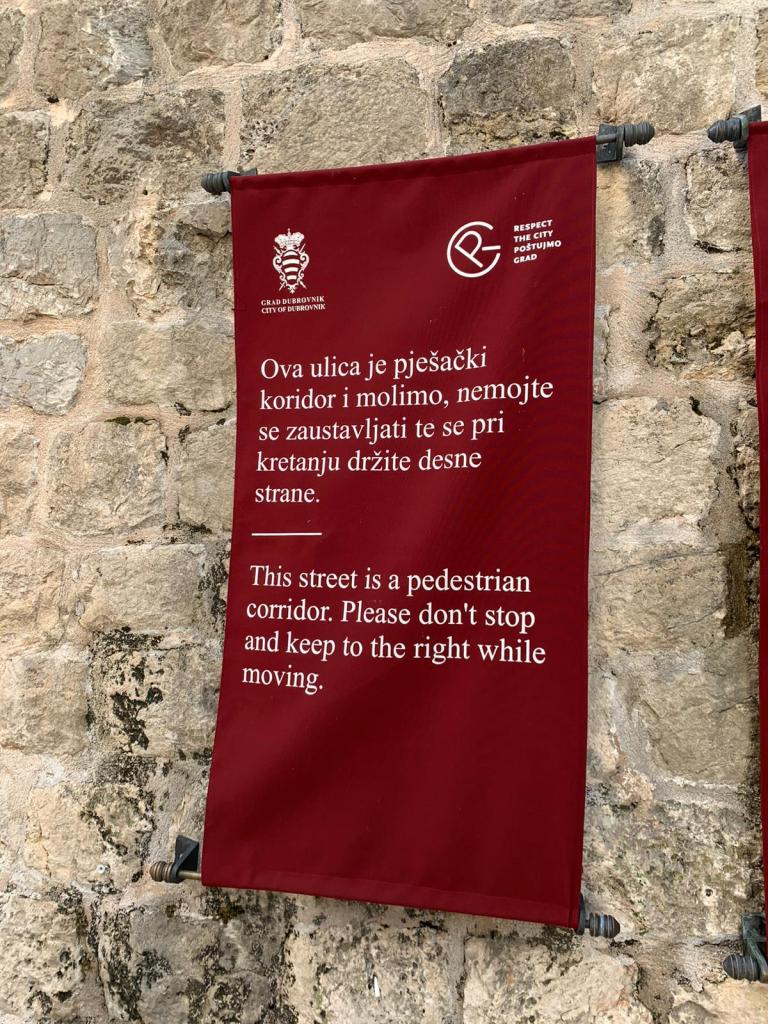 GRAD DUBROVNIK
CITY OF DUBROVNIK
RESPECT
THE CITY
POŠTUJMO
GRAD
Ova ulica je pješački
koridor i molimo, nemojte
se zaustavljati te se pri
kretanju držite desne
strane.
This street is a pedestrian
corridor. Please don't stop
and keep to the right while
moving.